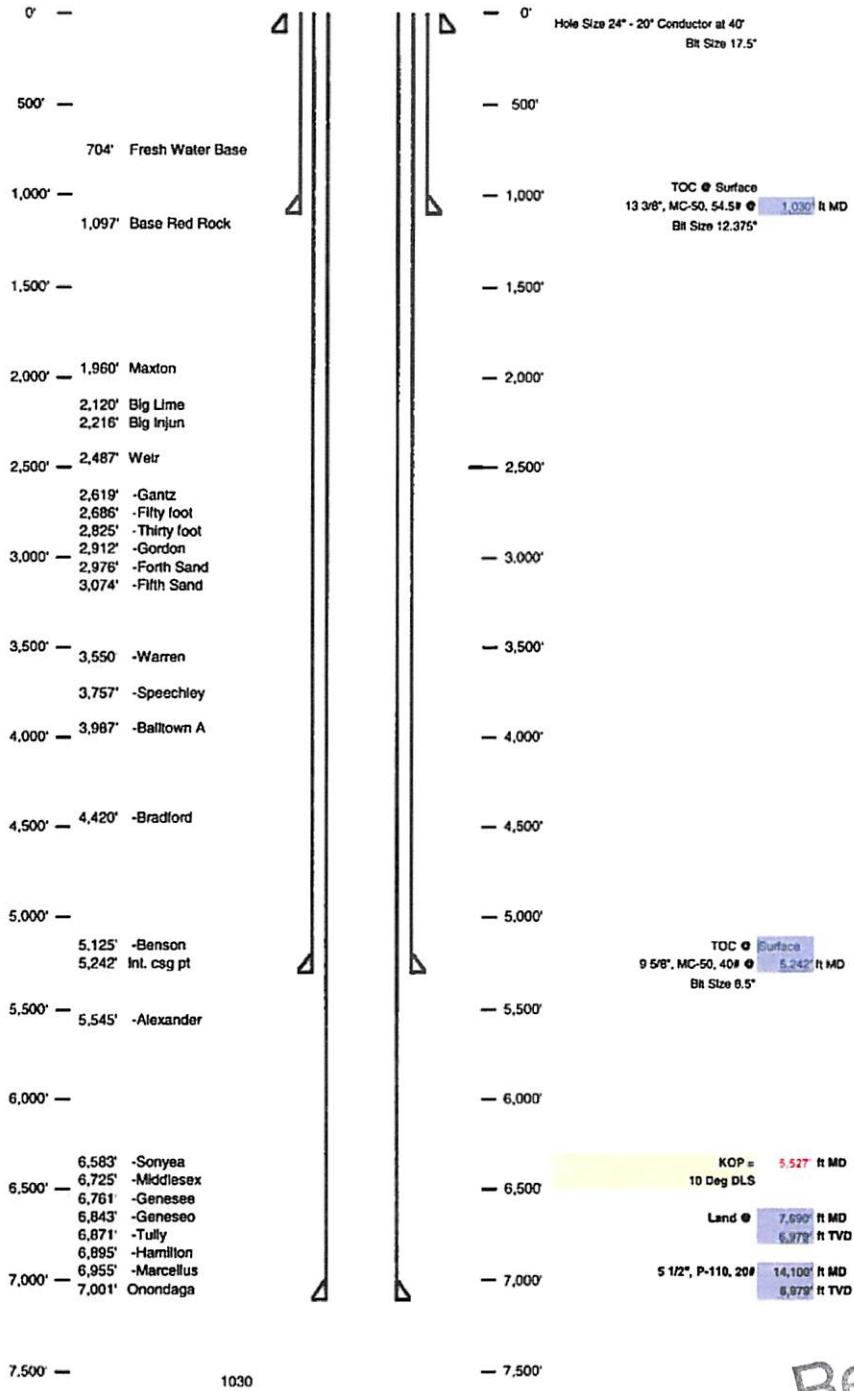 0' 0'
Hole Size 24" - 20" Conductor at 40'
Bit Size 17.5"
500' 500'
704' Fresh Water Base
TOC @ Surface
1,000' 1,000'
13 3/8", MC-50, 54.5# @ 1,030' ft MD
1,097' Base Red Rock
Bit Size 12.375"
1,500' 1,500'
1,960' Maxton
2,000' 2,000'
2,120' Big Lime
2,216' Big Injun
2,487' Weir
2,500' 2,500'
2,619' -Gantz
2,686' -Fifty foot
2,825' -Thirty foot
2,912' -Gordon
3,000' 3,000'
2,976' -Forth Sand
3,074' -Fifth Sand
3,500' 3,500'
3,550' -Warren
3,757' -Speechley
3,987' -Balltown A
4,000' 4,000'
4,420' -Bradford
4,500' 4,500'
5,000' 5,000'
5,125' -Benson
TOC @ Surface
5,242' Int. csg pt
9 5/8", MC-50, 40# @ 5,242' ft MD
Bit Size 8.5"
5,500' 5,500'
5,545' -Alexander
6,000' 6,000'
6,583' -Sonyea
KOP = ft MD
6,725' -Middlesex
10 Deg DLS
6,500' 6,500'
6,761' -Genesee
6,843' -Geneseo
Land @ ft MD
6,871' -Tully
6,979' ft TVD
6,895' -Hamilton
6,955' -Marcellus
5 1/2", P-110, 20# 14,100' ft MD
7,000' 7,000'
7,001' Onondaga
6,979' ft TVD
7,500' 7,500'
1030